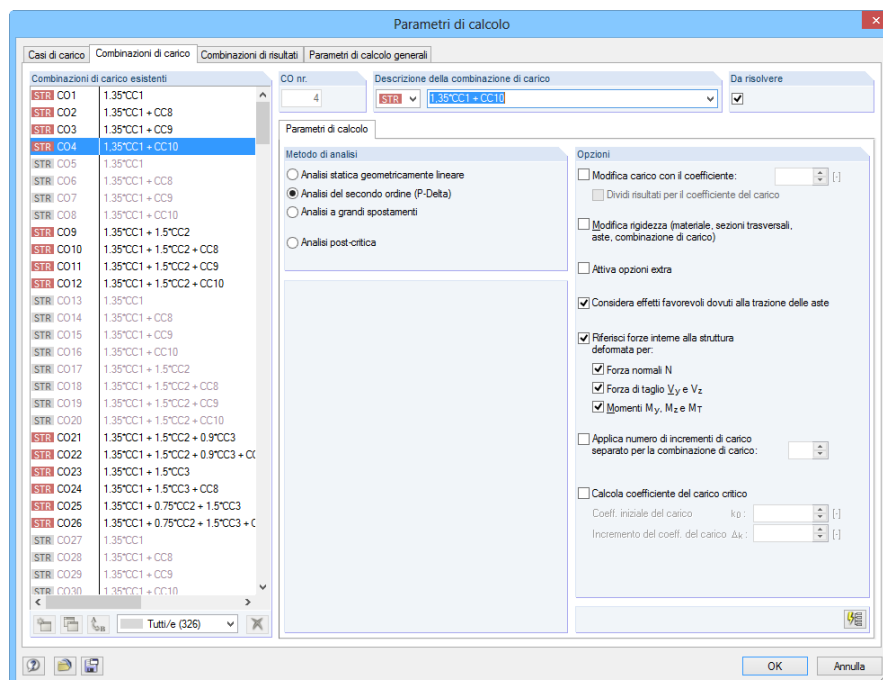 Parametri di calcolo
Casi di carico
Combinazioni di carico
Combinazioni di risultati
Parametri di calcolo generali
Combinazioni di carico esistenti
STR CO1 1.35*CC1
STR CO2 1.35*CC1 + CC8
STR CO3 1.35*CC1 + CC9
STR CO4 1,35*CC1 + CC10
STR CO5 1.35*CC1
STR CO6 1.35*CC1 + CC8
STR CO7 1.35*CC1 + CC9
STR CO8 1.35*CC1 + CC10
STR CO9 1.35*CC1 + 1.5*CC2
STR CO10 1.35*CC1 + 1.5*CC2 + CC8
STR CO11 1.35*CC1 + 1.5*CC2 + CC9
STR CO12 1.35*CC1 + 1.5*CC2 + CC10
STR CO13 1.35*CC1
STR CO14 1.35*CC1 + CC8
STR CO15 1.35*CC1 + CC9
STR CO16 1.35*CC1 + CC10
STR CO17 1.35*CC1 + 1.5*CC2
STR CO18 1.35*CC1 + 1.5*CC2 + CC8
STR CO19 1.35*CC1 + 1.5*CC2 + CC9
STR CO20 1.35*CC1 + 1.5*CC2 + CC10
STR CO21 1.35*CC1 + 1.5*CC2 + 0.9*CC3
STR CO22 1.35*CC1 + 1.5*CC2 + 0.9*CC3 + CC
STR CO23 1.35*CC1 + 1.5*CC3
STR CO24 1.35*CC1 + 1.5*CC3 + CC8
STR CO25 1.35*CC1 + 0.75*CC2 + 1.5*CC3
STR CO26 1.35*CC1 + 0.75*CC2 + 1.5*CC3 + C
STR CO27 1.35*CC1
STR CO28 1.35*CC1 + CC8
STR CO29 1.35*CC1 + CC9
STR CO30 1.35*CC1 + CC10
Tutti/e (326)
CO nr.
4
Descrizione della combinazione di carico
STR 1,35*CC1 + CC10
Da risolvere
Parametri di calcolo
Metodo di analisi
Analisi statica geometricamente lineare
Analisi del secondo ordine (P-Delta)
Analisi a grandi spostamenti
Analisi post-critica
Opzioni
Modifica carico con il coefficiente: [-]
Dividi risultati per il coefficiente del carico
Modifica rigidezza (materiale, sezioni trasversali,
aste, combinazione di carico)
Attiva opzioni extra
Considera effetti favorevoli dovuti alla trazione delle aste
Riferisci forze interne alla struttura
deformata per:
Forza normali N
Forza di taglio Vy e Vz
Momenti My, Mz e MT
Applica numero di incrementi di carico
separato per la combinazione di carico:
Calcola coefficiente del carico critico
Coeff. iniziale del carico k0 : [-]
Incremento del coeff. del carico Δk : [-]
OK
Annulla